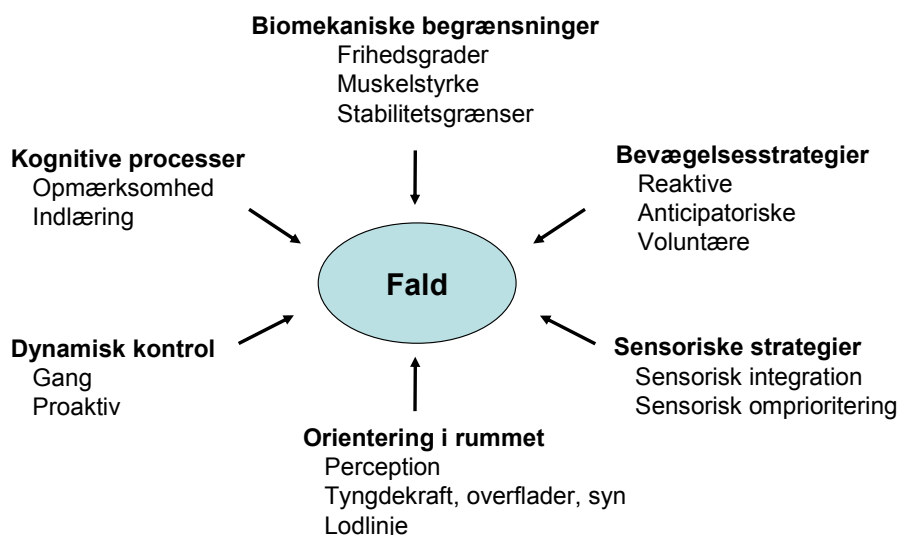 Biomekaniske begrænsninger
Frihedsgrader
Muskelstyrke
Stabilitetsgrænser
Kognitive processer
Opmærksomhed
Indlæring
Bevægelsesstrategier
Reaktive
Anticipatoriske
Voluntære
Fald
Dynamisk kontrol
Gang
Proaktiv
Sensoriske strategier
Sensorisk integration
Sensorisk omprioritering
Orientering i rummet
Perception
Tyngdekraft, overflader, syn
Lodlinje